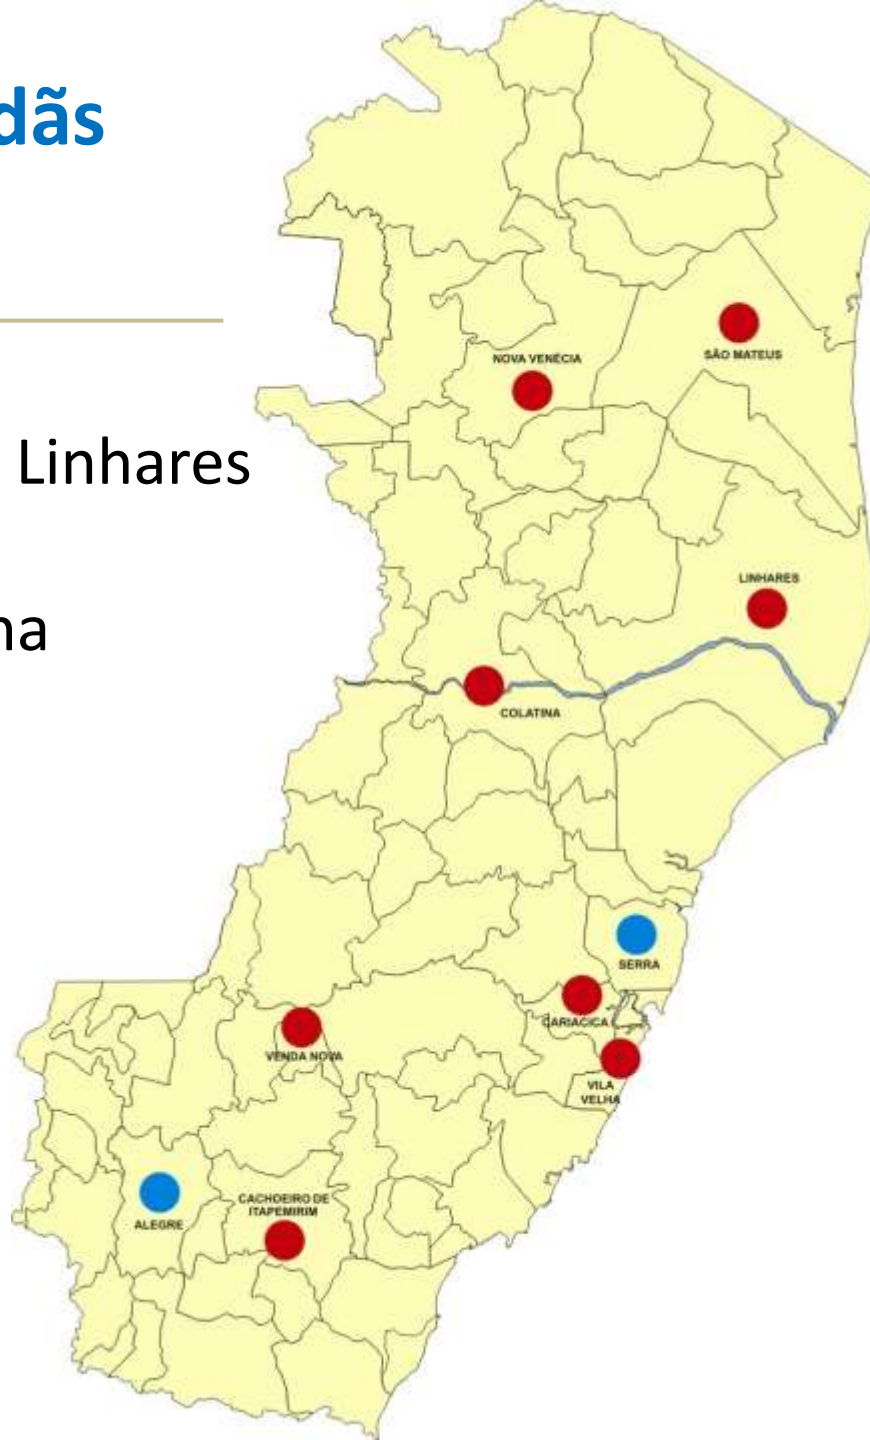 dãs
Linhares
na
NOVA VENÉCIA
SÃO MATEUS
LINHARES
COLATINA
SERRA
CARIACICA
VENDA NOVA
VILA
VELHA
ALEGRE
CACHOEIRO DE
ITAPEMIRIM